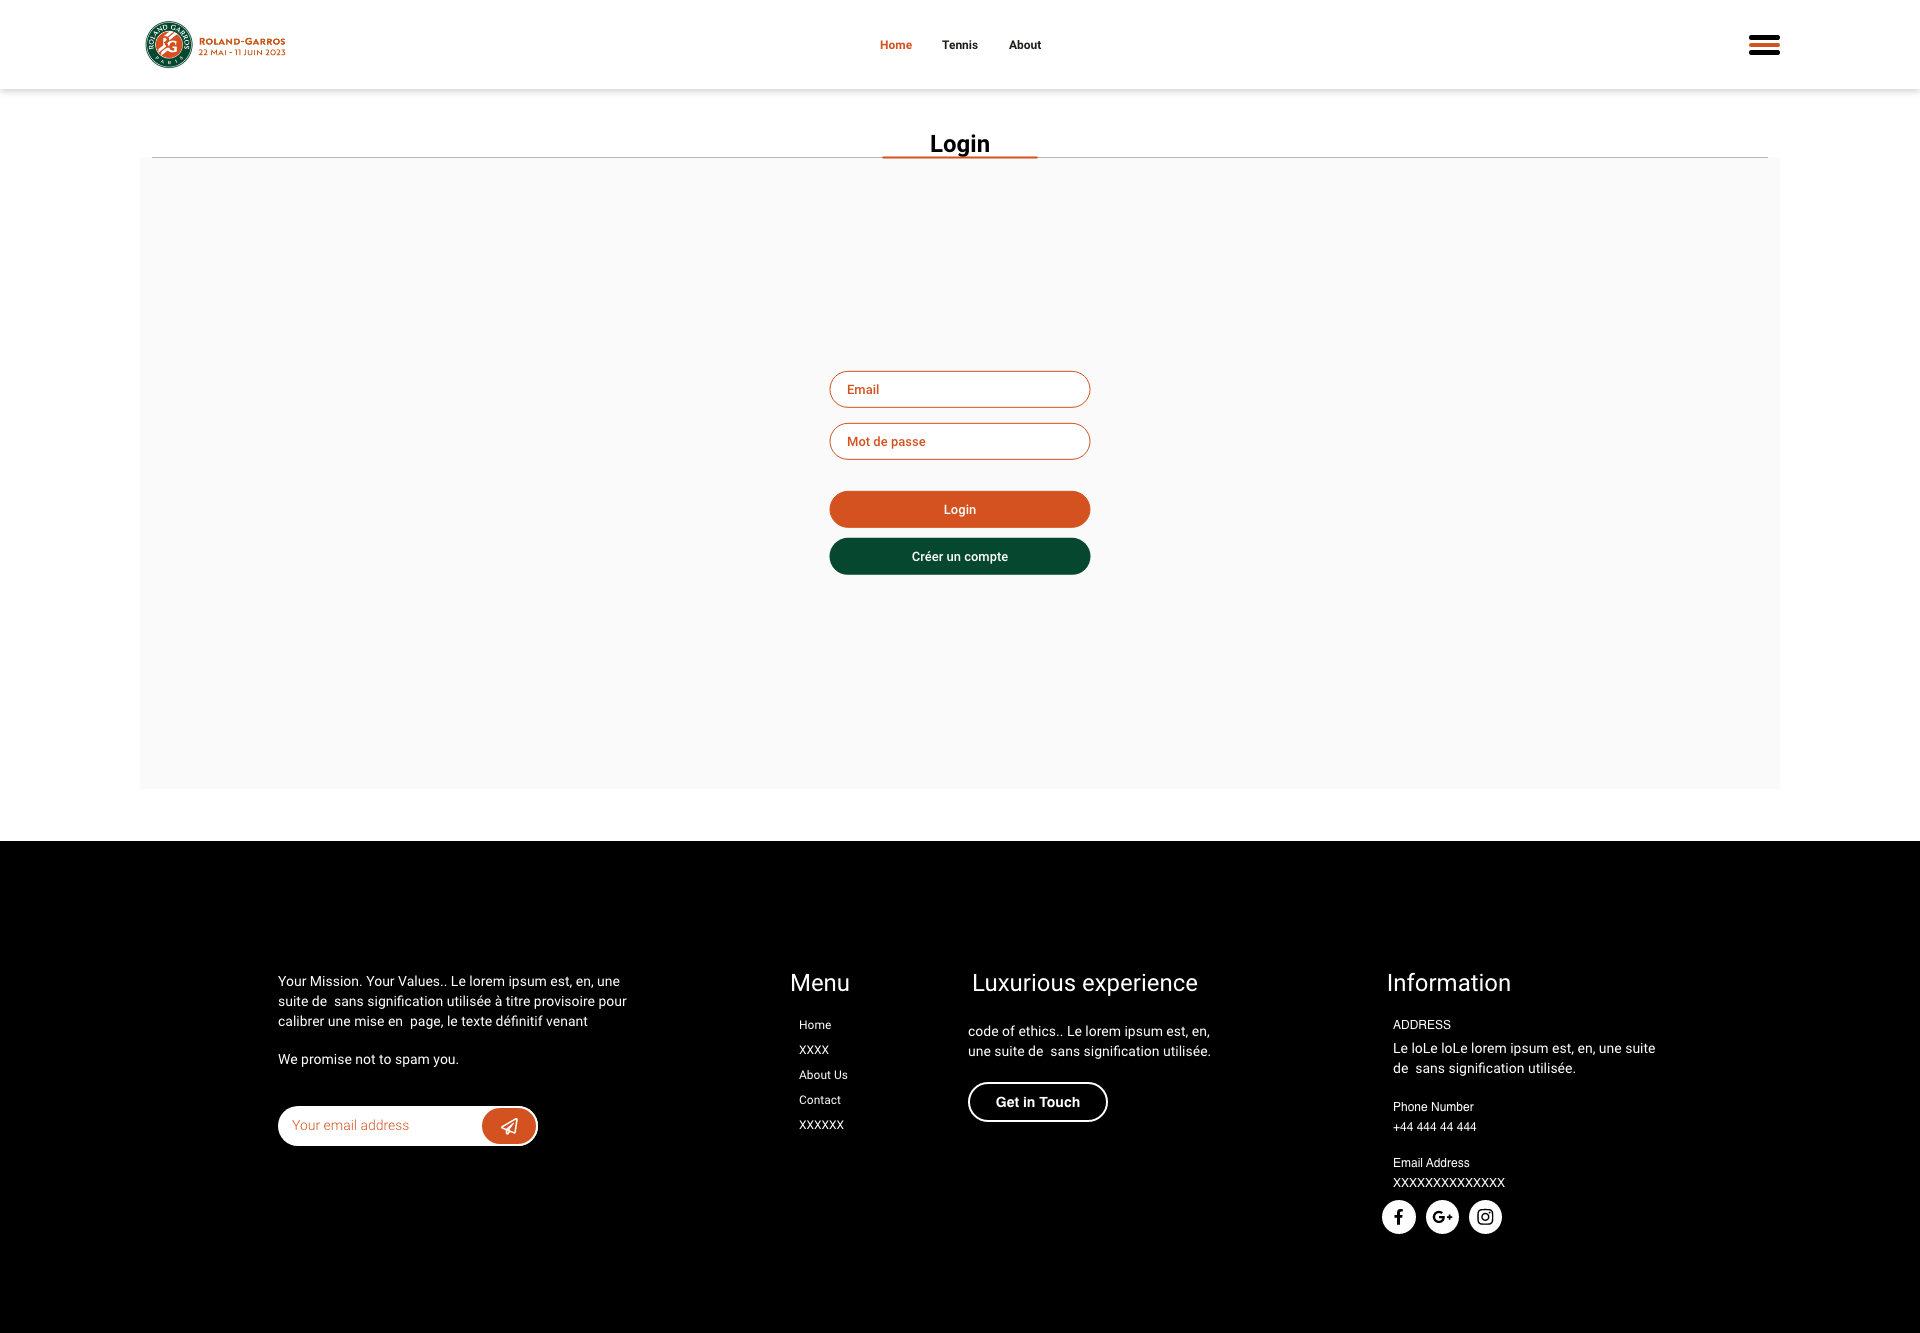 ROLAND GARROS
PARIS
ROLAND-GARROS
22 MAI - 11 JUIN 2023
Home
Tennis
About
Login
Email
Mot de passe
Login
Créer un compte
Your Mission. Your Values.. Le lorem ipsum est, en, une
suite de  sans signification utilisée à titre provisoire pour
calibrer une mise en  page, le texte définitif venant
We promise not to spam you.
Your email address
Menu
Home
XXXX
About Us
Contact
XXXXXX
Luxurious experience
code of ethics.. Le lorem ipsum est, en,
une suite de  sans signification utilisée.
Get in Touch
Information
ADDRESS
Le loLe loLe lorem ipsum est, en, une suite
de  sans signification utilisée.
Phone Number
+44 444 44 444
Email Address
XXXXXXXXXXXXXX